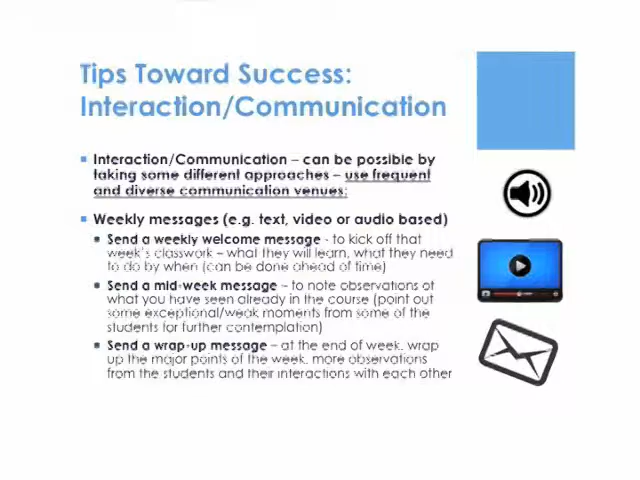 Tips Toward Success:
Interaction/Communication
Interaction/Communication – can be possible by
taking some different approaches – use frequent
and diverse communication venues:
Weekly messages (e.g. text, video or audio based)
Send a weekly welcome message - to kick off that
week's classwork – what they will learn, what they need
to do by when (can be done ahead of time)
Send a mid-week message – to note observations of
what you have seen already in the course (point out
some exceptional/weak moments from some of the
students for further contemplation)
Send a wrap-up message – at the end of week, wrap
up the major points of the week, more observations
from the students and their interactions with each other